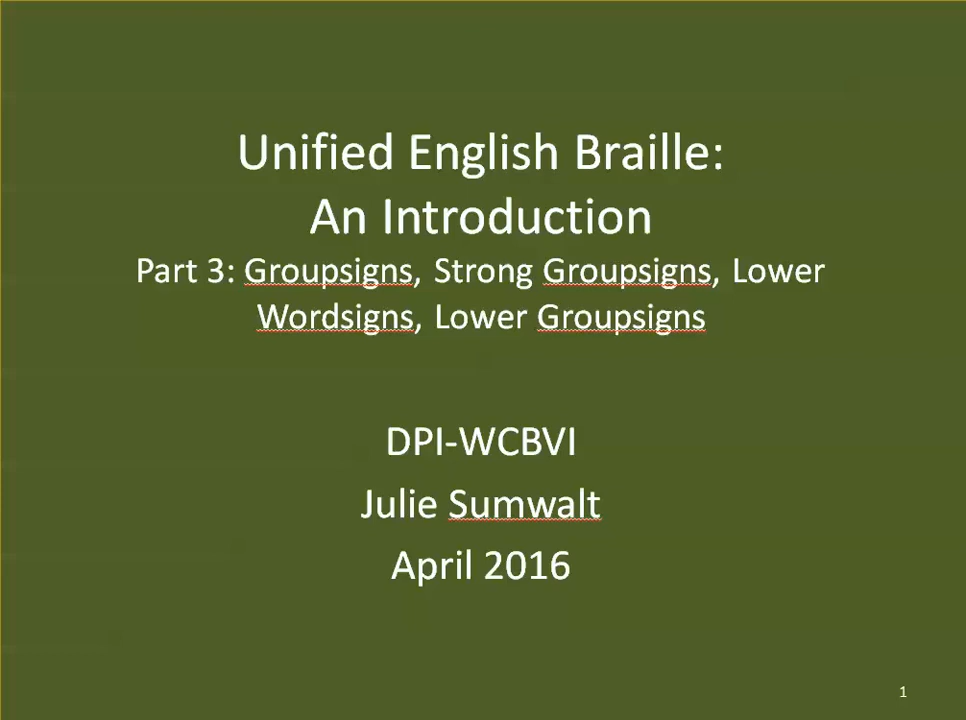 Unified English Braille:
An Introduction
Part 3: Groupsigns, Strong Groupsigns, Lower
Wordsigns, Lower Groupsigns
DPI-WCBVI
Julie Sumwalt
April 2016
1